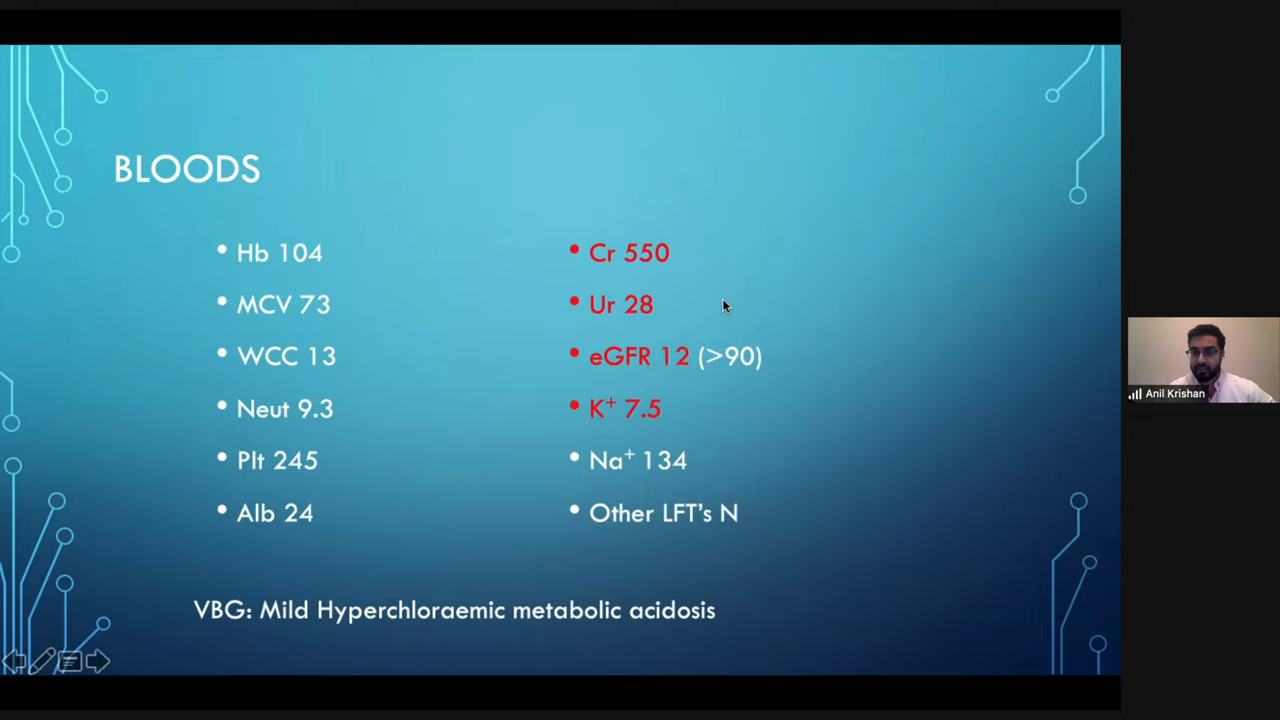 BLOODS
• Hb 104
• MCV 73
• WCC 13
• Neut 9.3
• Plt 245
• Alb 24
• Cr 550
• Ur 28
• eGFR 12 (>90)
• K⁺ 7.5
• Na⁺ 134
• Other LFT's N
VBG: Mild Hyperchloraemic metabolic acidosis
Anil Krishan